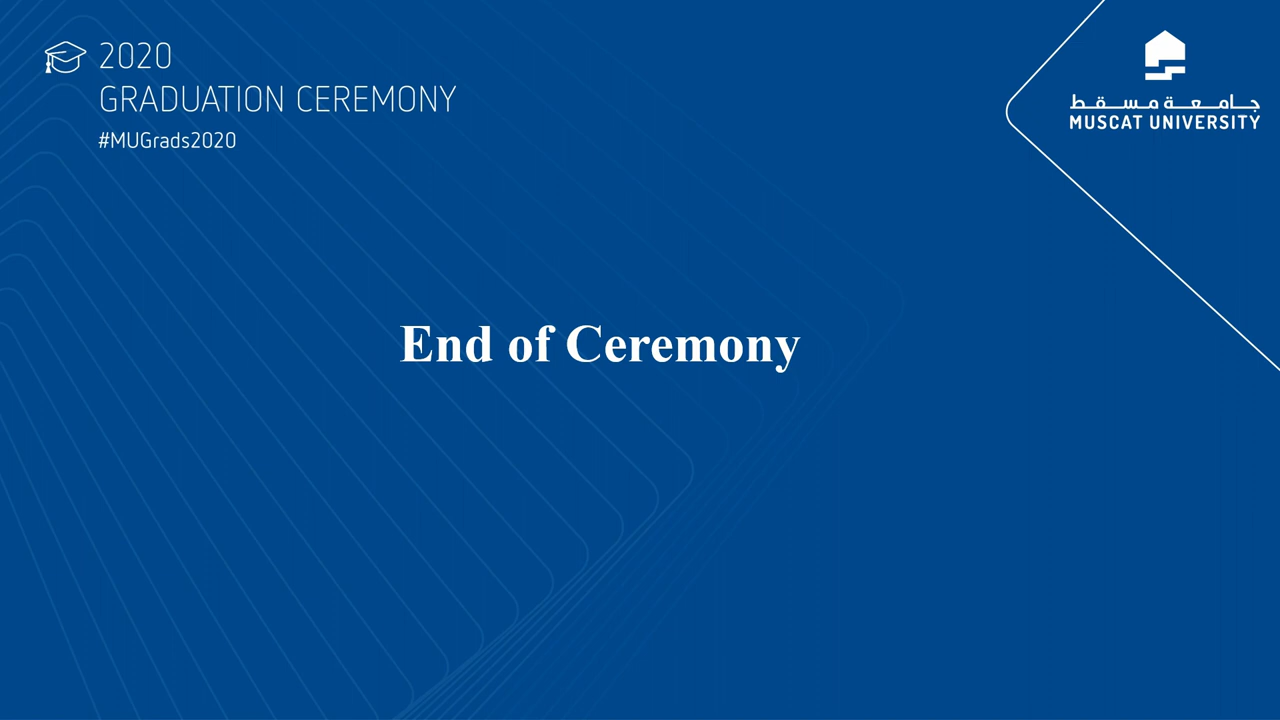 2020
GRADUATION CEREMONY
#MUGrads2020
جامعة مسقط
MUSCAT UNIVERSITY
End of Ceremony